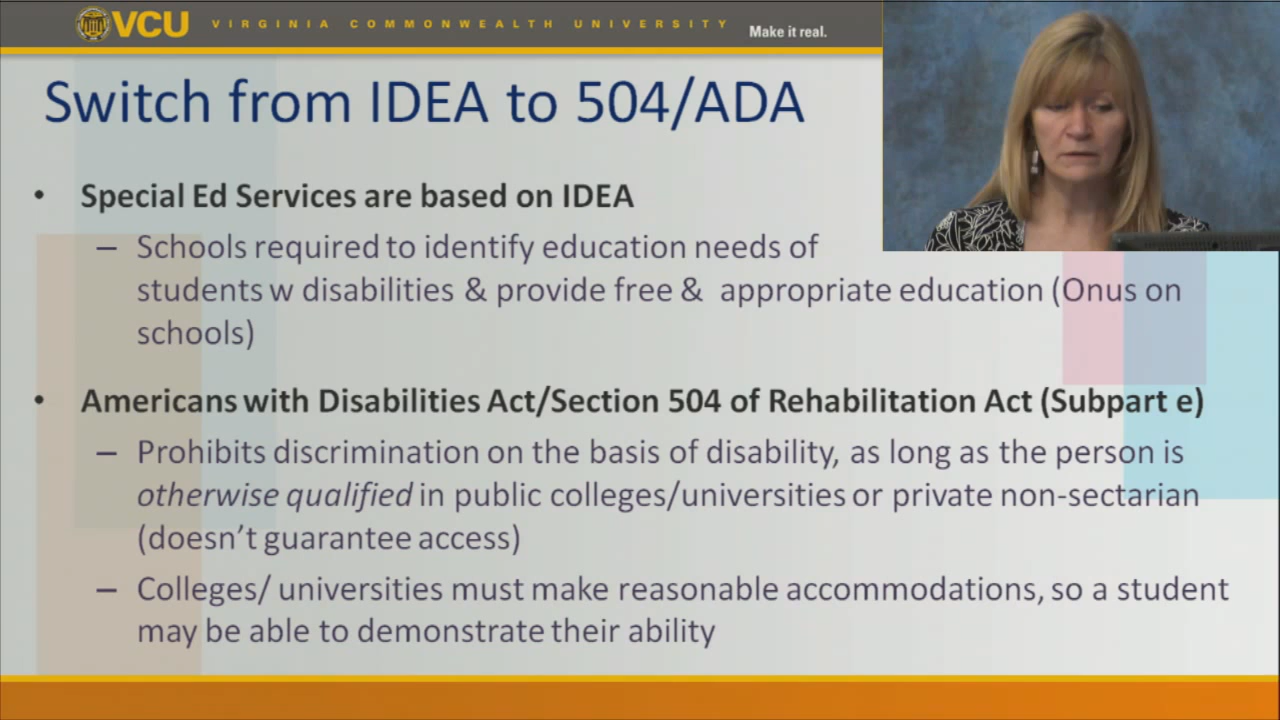 VCU VIRGINIA COMMONWEALTH UNIVERSITY Make it real.
Switch from IDEA to 504/ADA
• Special Ed Services are based on IDEA
– Schools required to identify education needs of
students w disabilities & provide free & appropriate education (Onus on
schools)
• Americans with Disabilities Act/Section 504 of Rehabilitation Act (Subpart e)
– Prohibits discrimination on the basis of disability, as long as the person is
otherwise qualified in public colleges/universities or private non-sectarian
(doesn't guarantee access)
– Colleges/ universities must make reasonable accommodations, so a student
may be able to demonstrate their ability